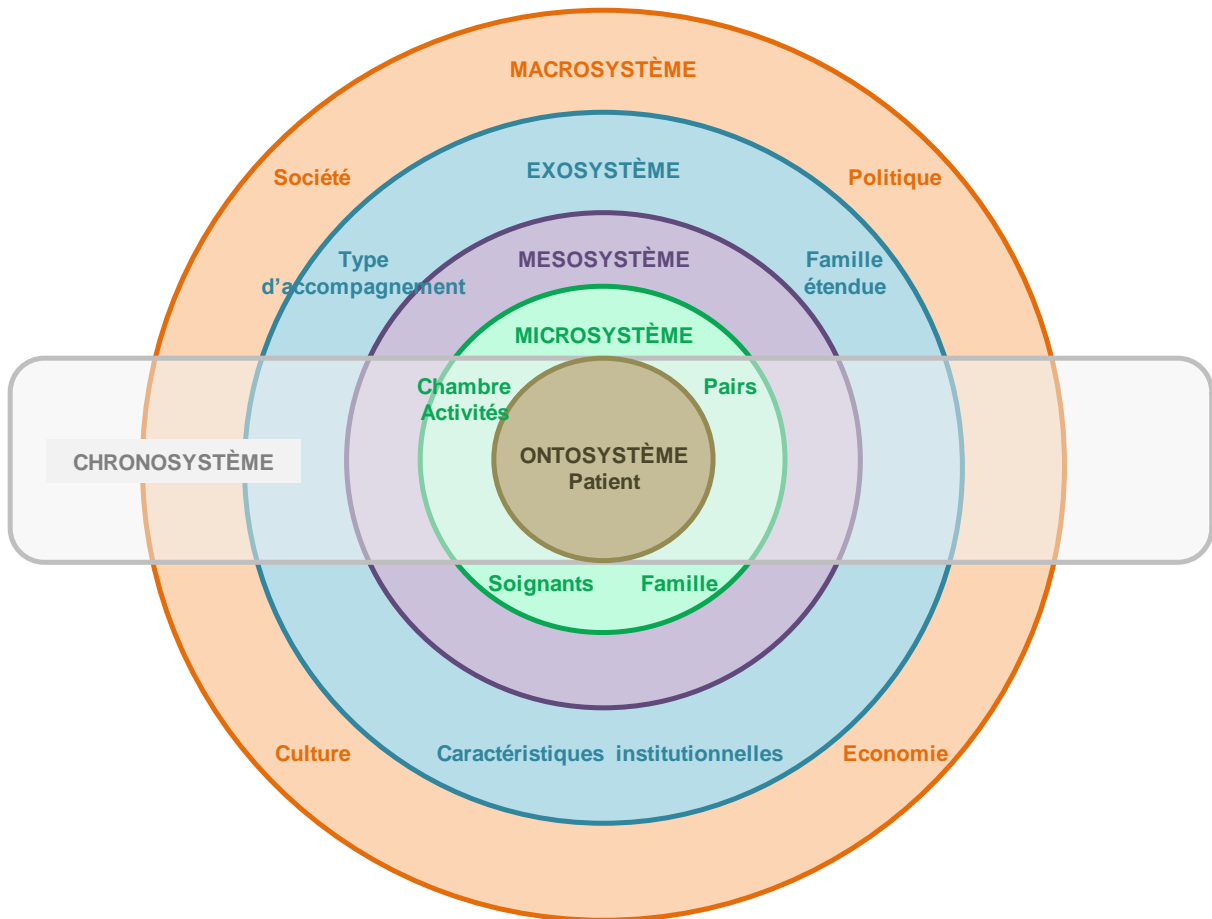 MACROSYSTÈME
Société
EXOSYSTÈME
Politique
Type
d'accompagnement
MESOSYSTÈME
Famille
étendue
MICROSYSTÈME
Chambre
Activités
Pairs
CHRONOSYSTÈME
ONTOSYSTÈME
Patient
Soignants
Famille
Culture
Caractéristiques institutionnelles
Economie